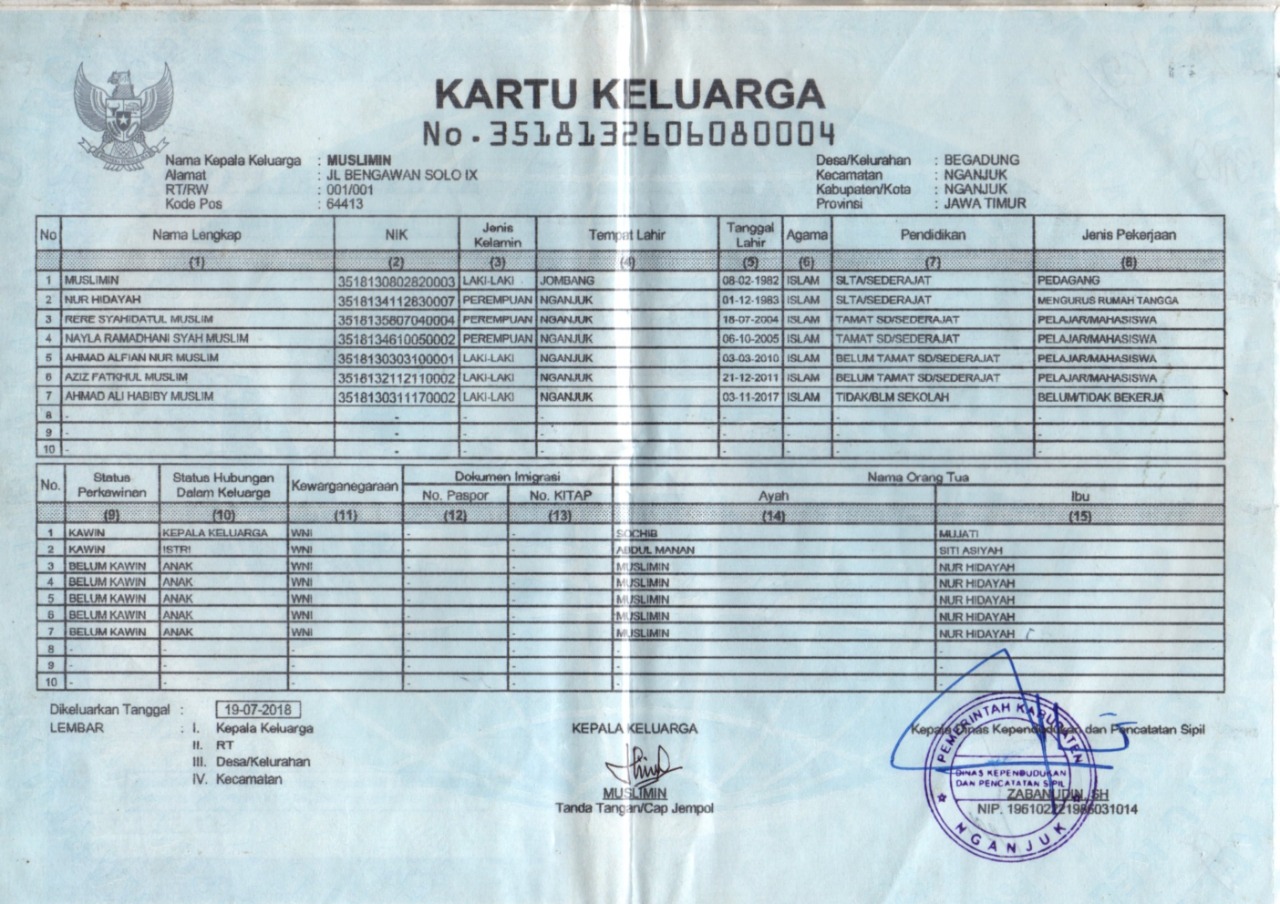 KARTU KELUARGA
No. 3518132606080004
Nama Kepala Keluarga : MUSLIMIN
Alamat : JL BENGAWAN SOLO IX
RT/RW : 001/001
Kode Pos : 64413
Desa/Kelurahan : BEGADUNG
Kecamatan : NGANJUK
Kabupaten/Kota : NGANJUK
Provinsi : JAWA TIMUR
No Nama Lengkap NIK Jenis Kelamin Tempat Lahir Tanggal Lahir Agama Pendidikan Jenis Pekerjaan
(1) (2) (3) (4) (5) (6) (7) (8)
1 MUSLIMIN 3518130802820003 LAKI-LAKI JOMBANG 08-02-1982 ISLAM SLTA/SEDERAJAT PEDAGANG
2 NUR HIDAYAH 3518134112830007 PEREMPUAN NGANJUK 01-12-1983 ISLAM SLTA/SEDERAJAT MENGURUS RUMAH TANGGA
3 RERE SYAHIDATUL MUSLIM 3518135807040004 PEREMPUAN NGANJUK 18-07-2004 ISLAM TAMAT SD/SEDERAJAT PELAJAR/MAHASISWA
4 NAYLA RAMADHANI SYAH MUSLIM 3518134610050002 PEREMPUAN NGANJUK 06-10-2005 ISLAM TAMAT SD/SEDERAJAT PELAJAR/MAHASISWA
5 AHMAD ALFIAN NUR MUSLIM 3518130303100001 LAKI-LAKI NGANJUK 03-03-2010 ISLAM BELUM TAMAT SD/SEDERAJAT PELAJAR/MAHASISWA
6 AZIZ FATKHUL MUSLIM 3518132112110002 LAKI-LAKI NGANJUK 21-12-2011 ISLAM BELUM TAMAT SD/SEDERAJAT PELAJAR/MAHASISWA
7 AHMAD ALI HABIBY MUSLIM 3518130311170002 LAKI-LAKI NGANJUK 03-11-2017 ISLAM TIDAK/BLM SEKOLAH BELUM/TIDAK BEKERJA
8 - - - - - - - -
9 - - - - - - - -
10 - - - - - - - -
No. Status Perkawinan Status Hubungan Dalam Keluarga Kewarganegaraan Dokumen Imigrasi Nama Orang Tua
No. Paspor No. KITAP Ayah Ibu
(9) (10) (11) (12) (13) (14) (15)
1 KAWIN KEPALA KELUARGA WNI - - SOCHIB MUJATI
2 KAWIN ISTRI WNI - - ABDUL MANAN SITI ASIYAH
3 BELUM KAWIN ANAK WNI - - MUSLIMIN NUR HIDAYAH
4 BELUM KAWIN ANAK WNI - - MUSLIMIN NUR HIDAYAH
5 BELUM KAWIN ANAK WNI - - MUSLIMIN NUR HIDAYAH
6 BELUM KAWIN ANAK WNI - - MUSLIMIN NUR HIDAYAH
7 BELUM KAWIN ANAK WNI - - MUSLIMIN NUR HIDAYAH
8 - - - - - - -
9 - - - - - - -
10 - - - - - - -
Dikeluarkan Tanggal : 19-07-2018
LEMBAR : I. Kepala Keluarga
II. RT
III. Desa/Kelurahan
IV. Kecamatan
KEPALA KELUARGA
MUSLIMIN
Tanda Tangan/Cap Jempol
Kepala Dinas Kependudukan dan Pencatatan Sipil
PEMERINTAH KABUPATEN
DINAS KEPENDUDUKAN
DAN PENCATATAN SIPIL
NGANJUK
ZABANUDIN, SH
NIP.